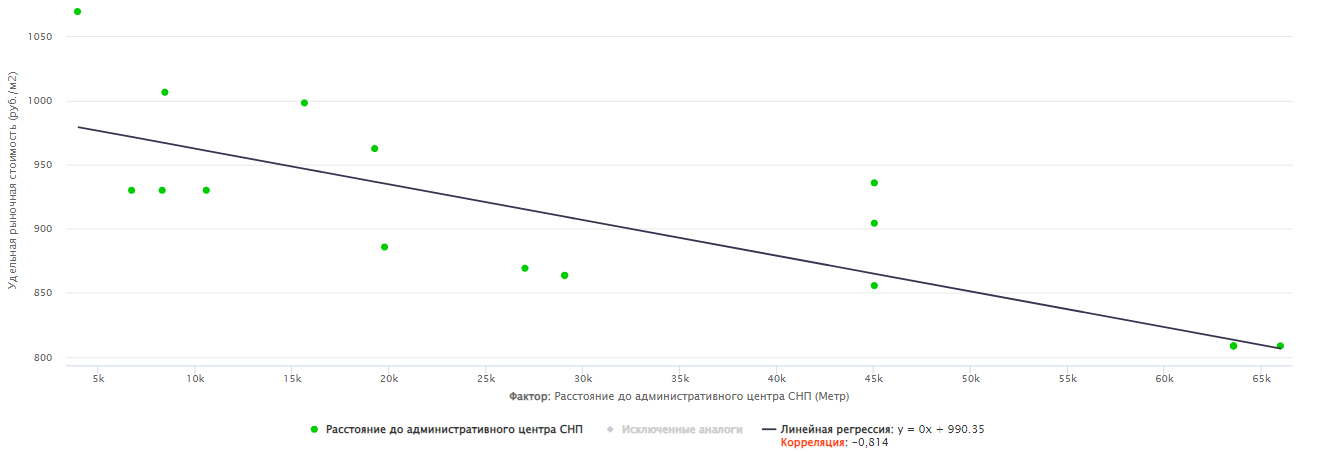 Удельная рыночная стоимость (руб./м2)
1050
1000
950
900
850
800
5k 10k 15k 20k 25k 30k 35k 40k 45k 50k 55k 60k 65k
Фактор: Расстояние до административного центра СНП (Метр)
Расстояние до административного центра СНП Исключенные аналоги Линейная регрессия: y = 0x + 990.35
Корреляция: -0,814